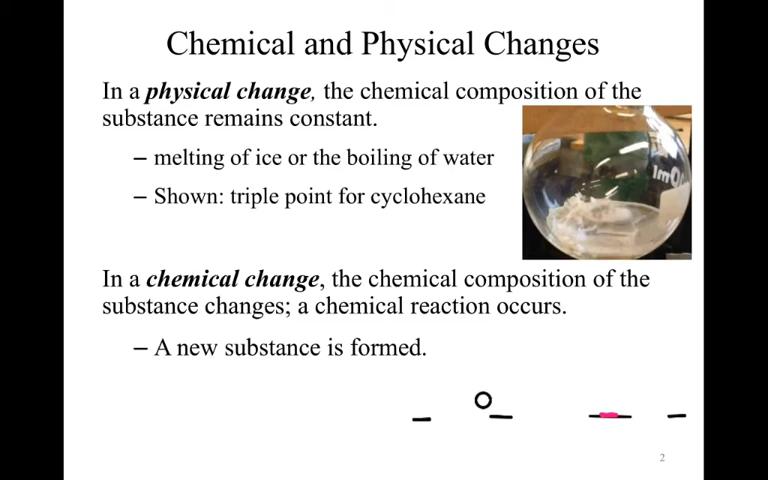 Chemical and Physical Changes
In a physical change, the chemical composition of the
substance remains constant.
– melting of ice or the boiling of water
– Shown: triple point for cyclohexane
In a chemical change, the chemical composition of the
substance changes; a chemical reaction occurs.
– A new substance is formed.
2